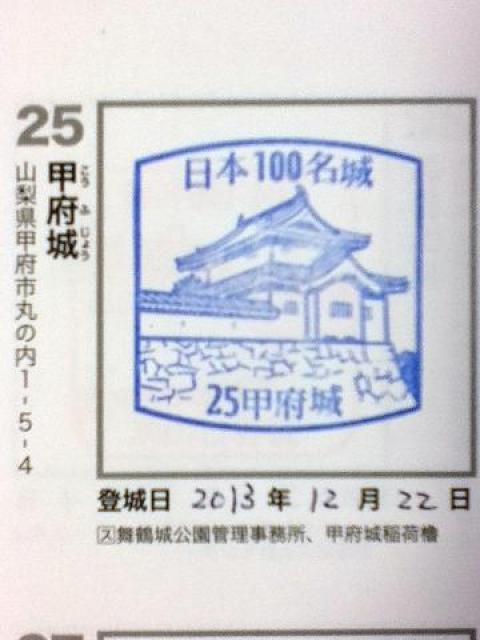 25
甲府城
こうふじょう
山梨県甲府市丸の内1-5-4
日本100名城
25甲府城
登城日 2013年 12月 22日
ス舞鶴城公園管理事務所、甲府城稲荷櫓